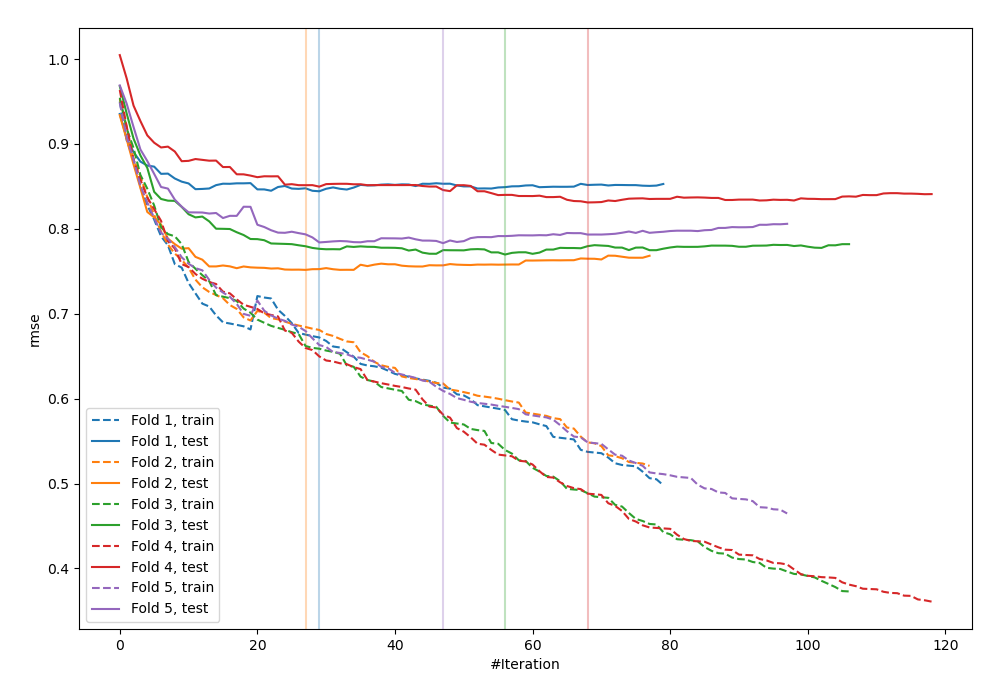 1.0
0.9
0.8
0.7
0.6
0.5
0.4
rmse
Fold 1, train
Fold 1, test
Fold 2, train
Fold 2, test
Fold 3, train
Fold 3, test
Fold 4, train
Fold 4, test
Fold 5, train
Fold 5, test
0 20 40 60 80 100 120
#Iteration